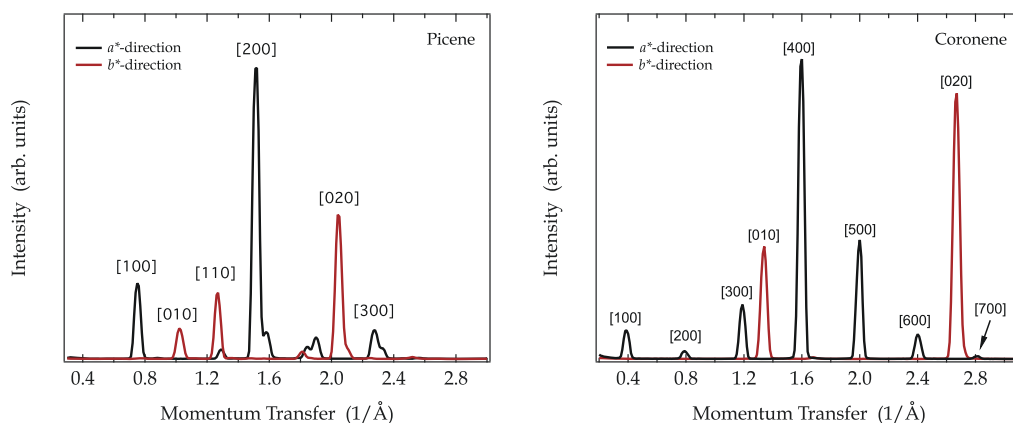 Picene
a*-direction
b*-direction
[200]
[020]
[100]
[110]
[010]
[300]
Intensity (arb. units)
0.4 0.8 1.2 1.6 2.0 2.4 2.8
Momentum Transfer (1/Å)
Coronene
a*-direction
b*-direction
[400]
[020]
[010]
[500]
[300]
[100]
[200]
[600]
[700]
Intensity (arb. units)
0.4 0.8 1.2 1.6 2.0 2.4 2.8
Momentum Transfer (1/Å)